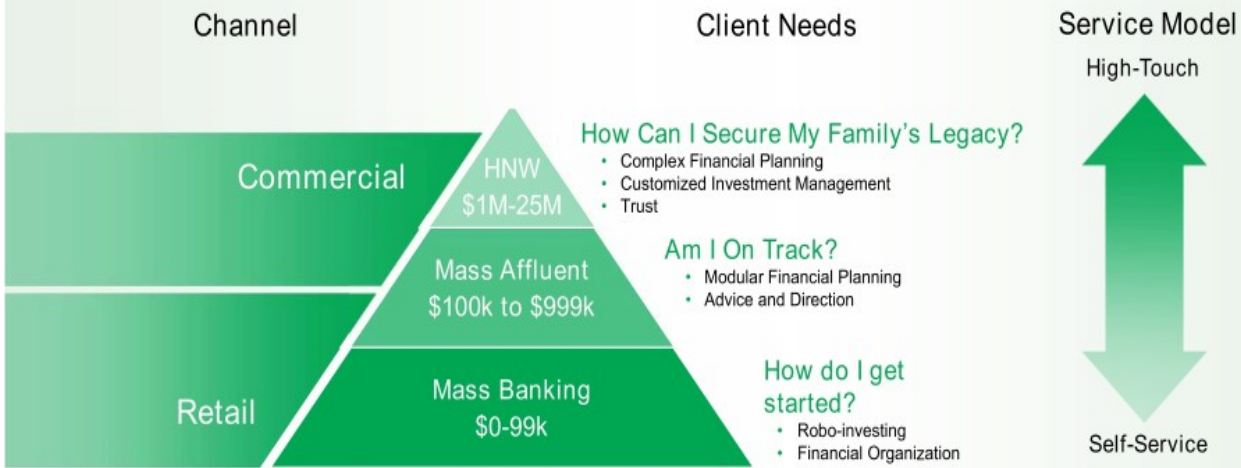 Channel
Client Needs
Service Model
High-Touch
Commercial
HNW
$1M-25M
How Can I Secure My Family's Legacy?
• Complex Financial Planning
• Customized Investment Management
• Trust
Mass Affluent
$100k to $999k
Am I On Track?
• Modular Financial Planning
• Advice and Direction
Retail
Mass Banking
$0-99k
How do I get
started?
• Robo-investing
• Financial Organization
Self-Service